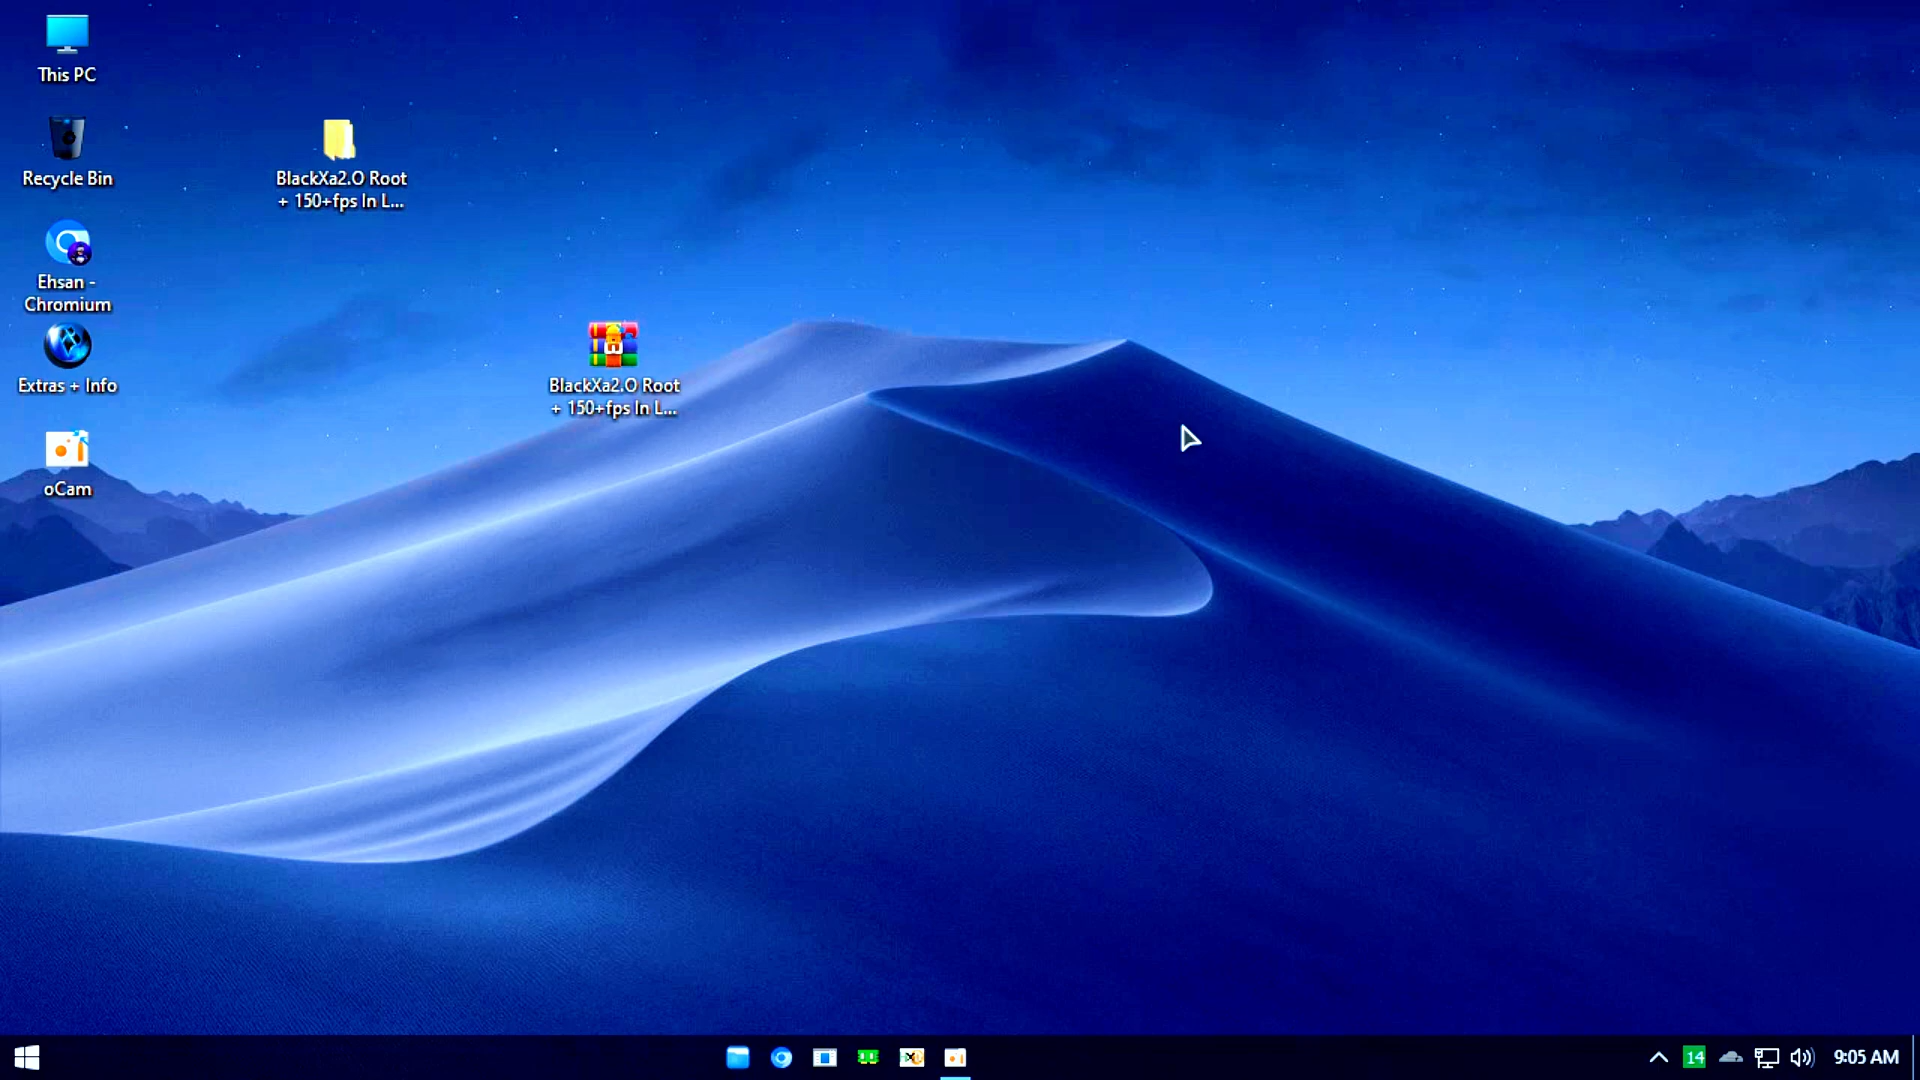 This PC
Recycle Bin
BlackXa2.O Root
+ 150+fps In L...
Ehsan -
Chromium
Extras + Info
BlackXa2.O Root
+ 150+fps In L...
oCam
14
9:05 AM